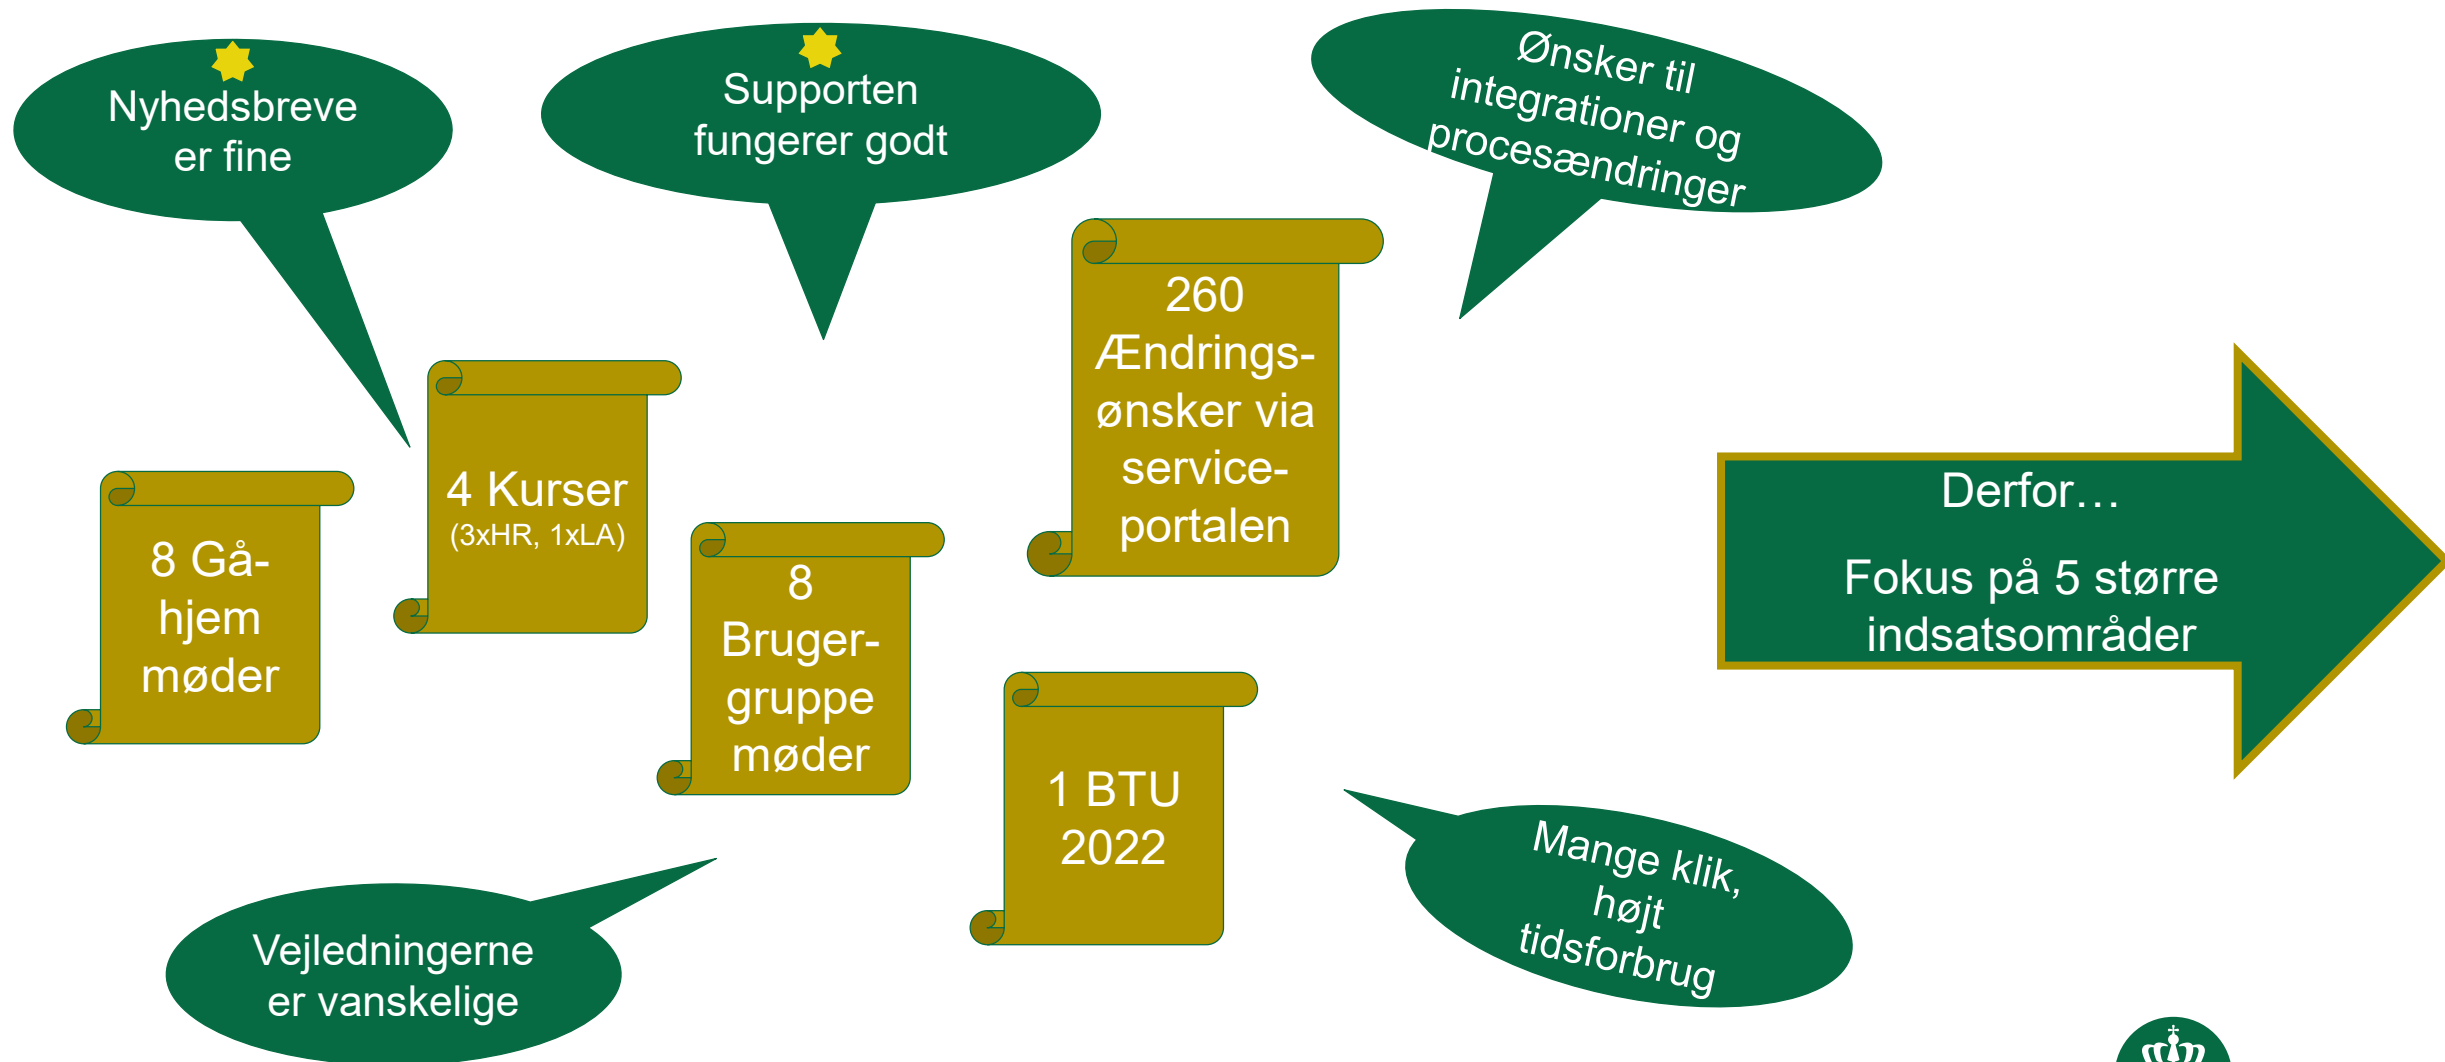 Nyhedsbreve
er fine
Supporten
fungerer godt
Ønsker til
integrationer og
procesændringer
260
Ændrings-
ønsker via
service-
portalen
4 Kurser
(3xHR, 1xLA)
8 Gå-
hjem
møder
8
Bruger-
gruppe
møder
1 BTU
2022
Derfor…
Fokus på 5 større
indsatsområder
Vejledningerne
er vanskelige
Mange klik,
højt
tidsforbrug